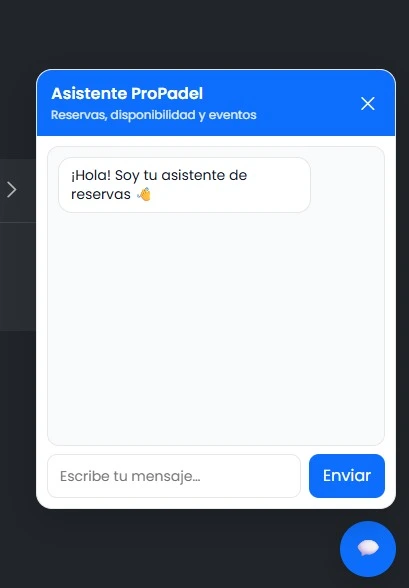 Asistente ProPadel
Reservas, disponibilidad y eventos
¡Hola! Soy tu asistente de
reservas 👋
Escribe tu mensaje...
Enviar